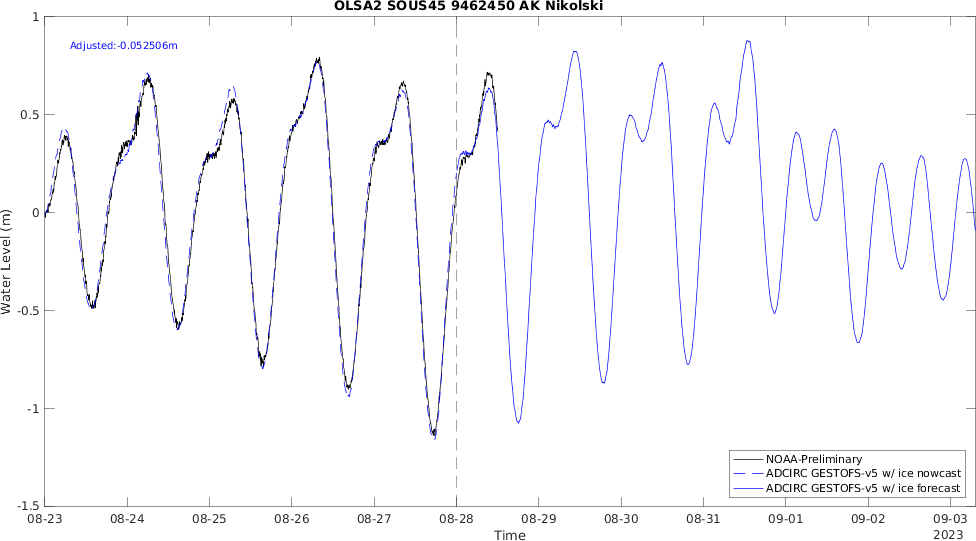 OLSA2 SOUS45 9462450 AK Nikolski
Adjusted:-0.052506m
Water Level (m)
1
0.5
0
-0.5
-1
-1.5
NOAA-Preliminary
ADCIRC GESTOFS-v5 w/ ice nowcast
ADCIRC GESTOFS-v5 w/ ice forecast
08-23 08-24 08-25 08-26 08-27 08-28 08-29 08-30 08-31 09-01 09-02 09-03
Time
2023